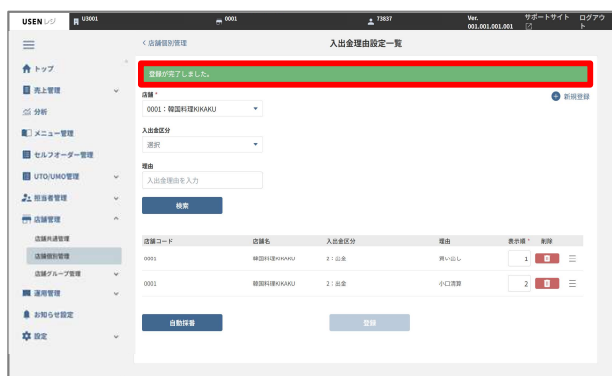 USEN レジ U3001 0001 73837 Ver. 001.001.001.001 サポートサイト ログアウト
< 店舗個別管理 入出金理由設定一覧
トップ
売上管理
分析
メニュー管理
セルフオーダー管理
UTO/UMO管理
担当者管理
店舗管理
店舗共通管理
店舗個別管理
店舗グループ管理
運用管理
お知らせ設定
設定
登録が完了しました。
店舗 *
新規登録
0001：韓国料理KIKAKU
入出金区分
選択
理由
入出金理由を入力
検索
店舗コード 店舗名 入出金区分 理由 表示順 * 削除
0001 韓国料理KIKAKU 2：出金 買い出し 1
0001 韓国料理KIKAKU 2：出金 小口清算 2
自動採番 登録